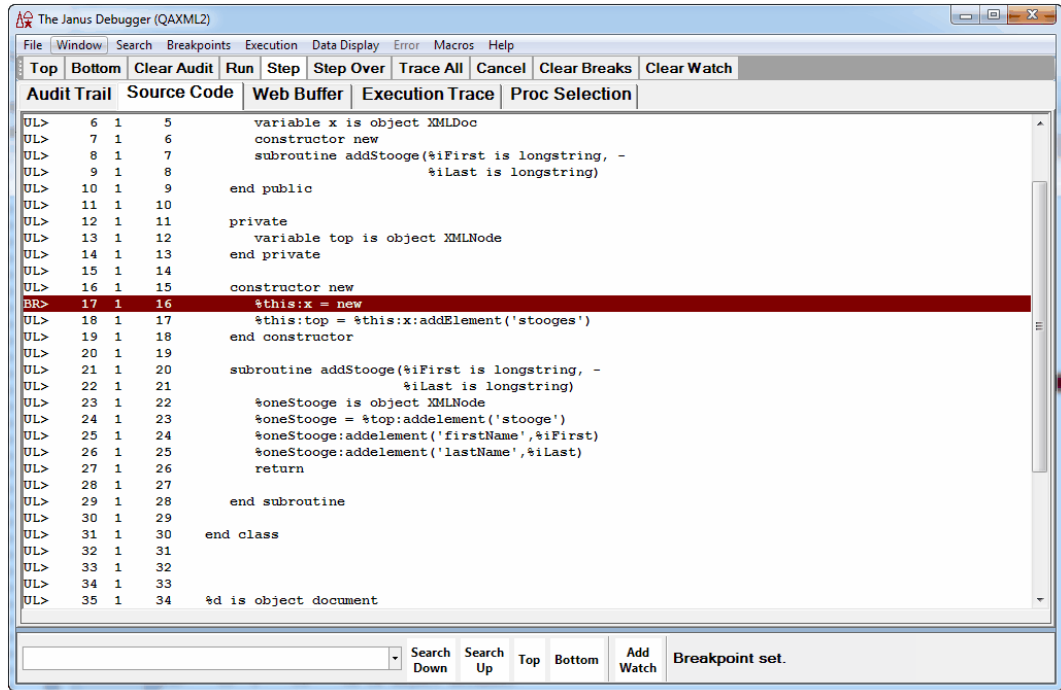 The Janus Debugger (QAXML2)
File Window Search Breakpoints Execution Data Display Error Macros Help
Top Bottom Clear Audit Run Step Step Over Trace All Cancel Clear Breaks Clear Watch
Audit Trail Source Code Web Buffer Execution Trace Proc Selection
UL> 6 1 5 variable x is object XMLDoc
UL> 7 1 6 constructor new
UL> 8 1 7 subroutine addStooge(%iFirst is longstring, -
UL> 9 1 8 %iLast is longstring)
UL> 10 1 9 end public
UL> 11 1 10
UL> 12 1 11 private
UL> 13 1 12 variable top is object XMLNode
UL> 14 1 13 end private
UL> 15 1 14
UL> 16 1 15 constructor new
BR> 17 1 16 %this:x = new
UL> 18 1 17 %this:top = %this:x:addElement('stooges')
UL> 19 1 18 end constructor
UL> 20 1 19
UL> 21 1 20 subroutine addStooge(%iFirst is longstring, -
UL> 22 1 21 %iLast is longstring)
UL> 23 1 22 %oneStooge is object XMLNode
UL> 24 1 23 %oneStooge = %top:addelement('stooge')
UL> 25 1 24 %oneStooge:addelement('firstName',%iFirst)
UL> 26 1 25 %oneStooge:addelement('lastName',%iLast)
UL> 27 1 26 return
UL> 28 1 27
UL> 29 1 28 end subroutine
UL> 30 1 29
UL> 31 1 30 end class
UL> 32 1 31
UL> 33 1 32
UL> 34 1 33
UL> 35 1 34 %d is object document
Search Down Search Up Top Bottom Add Watch Breakpoint set.